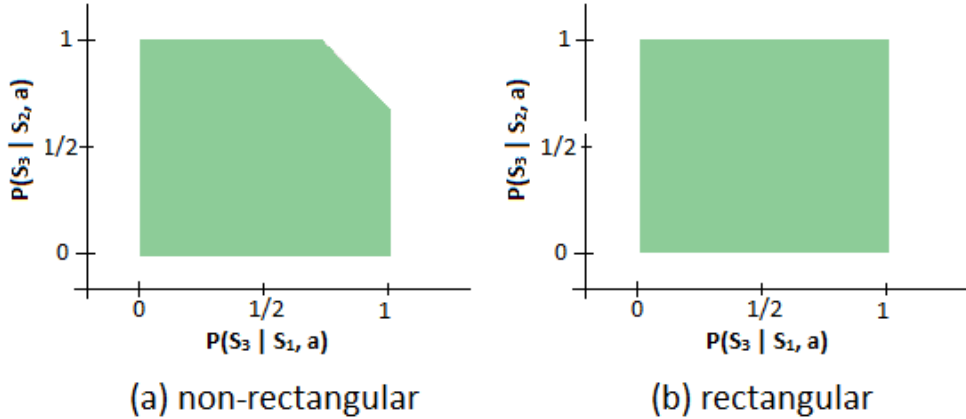 1
1/2
0
P(S₃ | S₂, a)
0 1/2 1
P(S₃ | S₁, a)
(a) non-rectangular
1
1/2
0
P(S₃ | S₂, a)
0 1/2 1
P(S₃ | S₁, a)
(b) rectangular